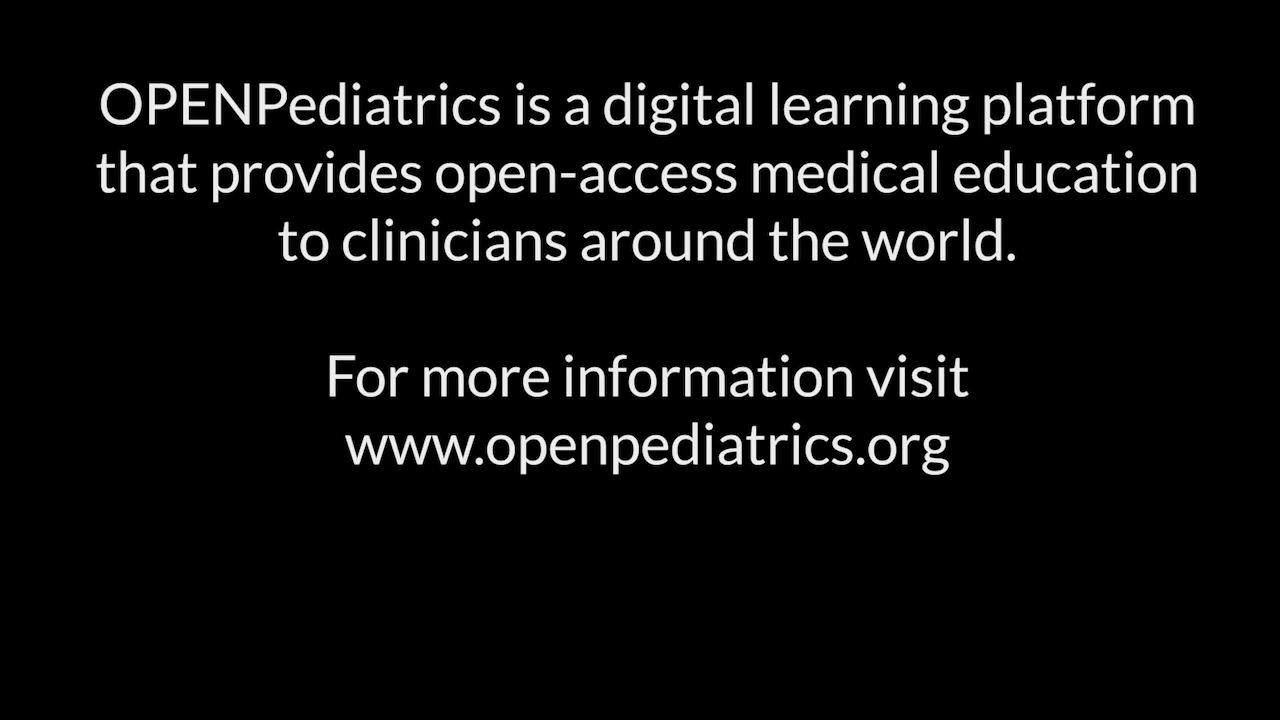 OPENPediatrics is a digital learning platform
that provides open-access medical education
to clinicians around the world.
For more information visit
www.openpediatrics.org